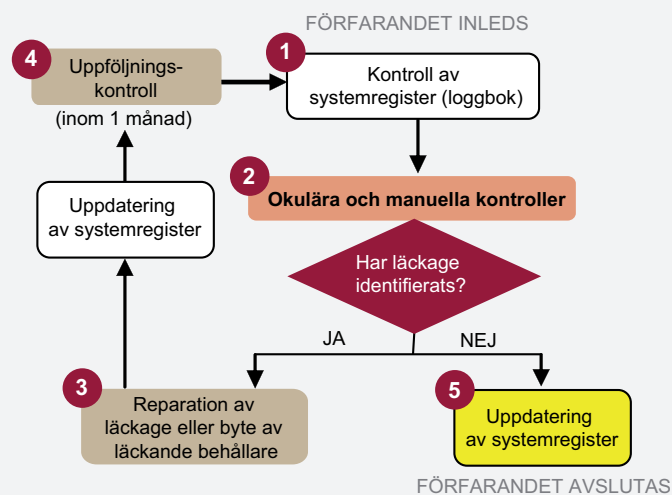 FÖRFARANDET INLEDS
1
Kontroll av
systemregister (loggbok)
2
Okulära och manuella kontroller
Har läckage
identifierats?
JA
NEJ
3
Reparation av
läckage eller byte av
läckande behållare
Uppdatering
av systemregister
4
Uppföljnings-
kontroll
(inom 1 månad)
5
Uppdatering
av systemregister
FÖRFARANDET AVSLUTAS